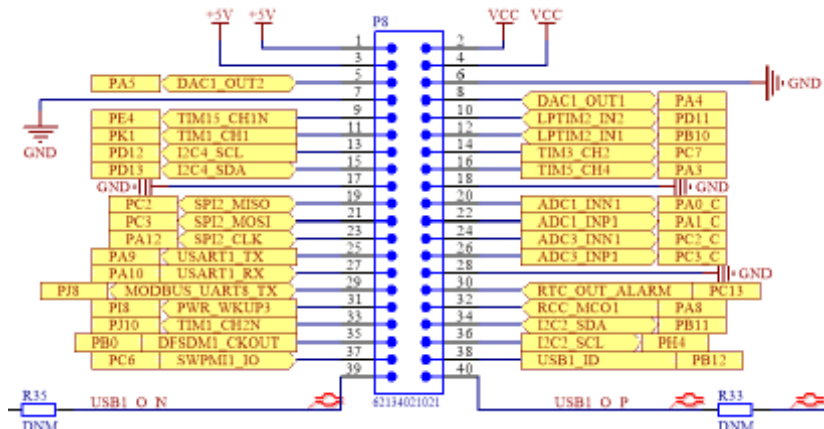 +5V +5V P8 VCC VCC
1 2
3 4
PA5 DAC1_OUT2 5 6 GND
7 8 DAC1_OUT1 PA4
PE4 TIM15_CH1N 9 10 LPTIM2_IN2 PD11
GND PK1 TIM1_CH1 11 12 LPTIM2_IN1 PB10
PD12 I2C4_SCL 13 14 TIM3_CH2 PC7
PD13 I2C4_SDA 15 16 TIM5_CH4 PA3
GND 17 18 GND
PC2 SPI2_MISO 19 20 ADC1_INN1 PA0_C
PC3 SPI2_MOSI 21 22 ADC1_INP1 PA1_C
PA12 SPI2_CLK 23 24 ADC3_INN1 PC2_C
PA9 USART1_TX 25 26 ADC3_INP1 PC3_C
PA10 USART1_RX 27 28 GND
PJ8 MODBUS_UART8_TX 29 30 RTC_OUT_ALARM PC13
PI8 PWR_WKUP3 31 32 RCC_MCO1 PA8
PJ10 TIM1_CH2N 33 34 I2C2_SDA PB11
PB0 DFSDM1_CKOUT 35 36 I2C2_SCL PH4
PC6 SWPMI1_IO 37 38 USB1_ID PB12
39 40
R35 USB1_O_N 62134021021 USB1_O_P R33
DNM DNM